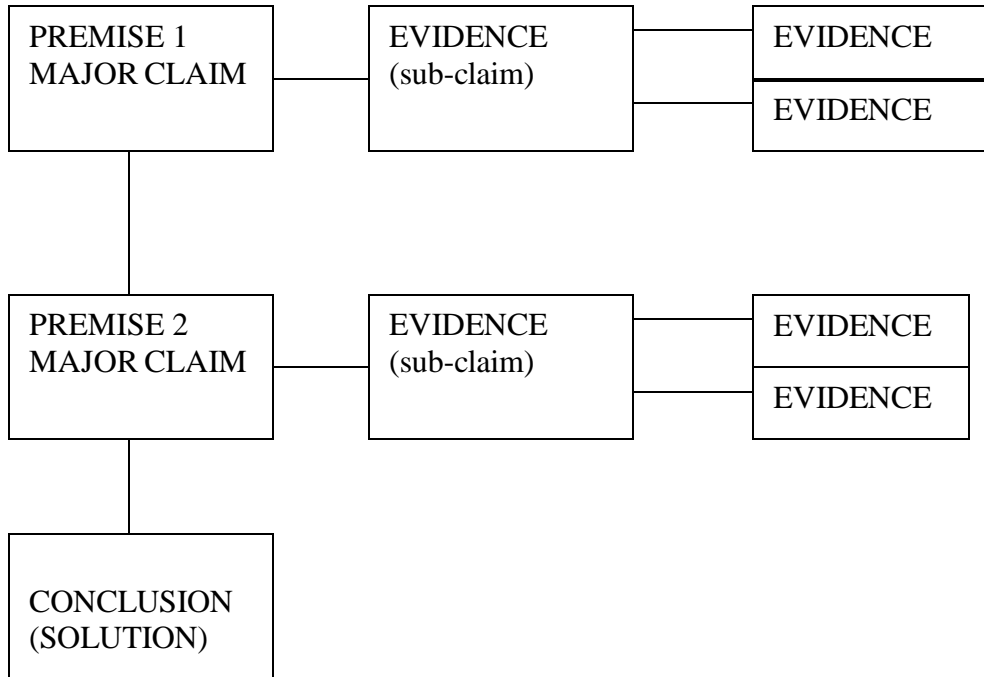 PREMISE 1
MAJOR CLAIM
EVIDENCE
(sub-claim)
EVIDENCE
EVIDENCE
PREMISE 2
MAJOR CLAIM
EVIDENCE
(sub-claim)
EVIDENCE
EVIDENCE
CONCLUSION
(SOLUTION)